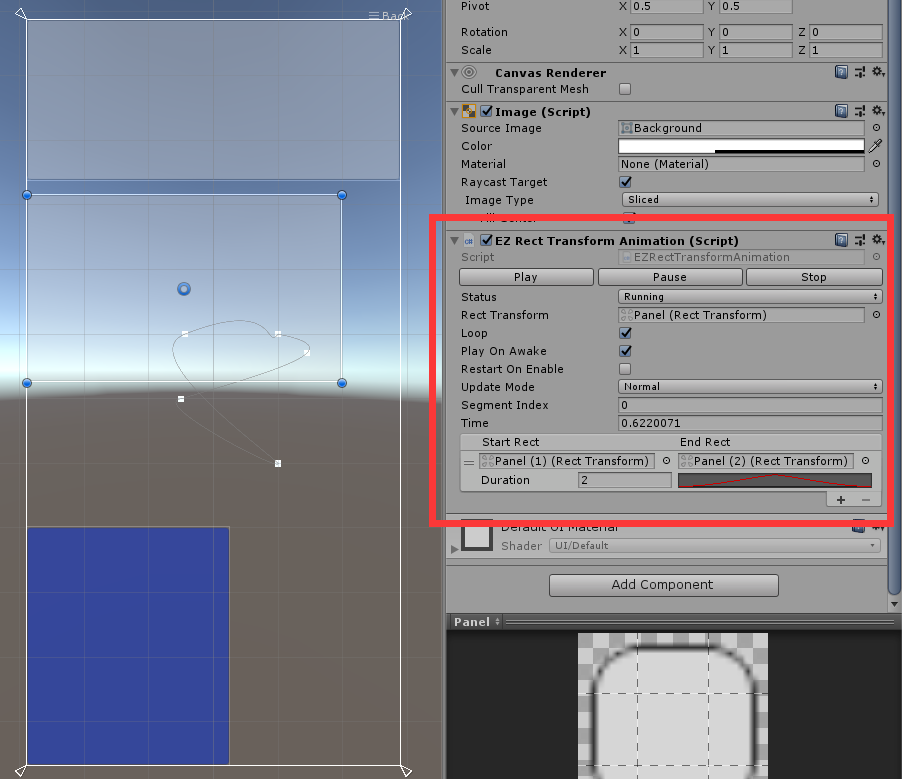 Back
Pivot X 0.5 Y 0.5
Rotation X 0 Y 0 Z 0
Scale X 1 Y 1 Z 1
Canvas Renderer
Cull Transparent Mesh
Image (Script)
Source Image Background
Color
Material None (Material)
Raycast Target
Image Type Sliced
Fill Center
EZ Rect Transform Animation (Script)
Script EZRectTransformAnimation
Play Pause Stop
Status Running
Rect Transform Panel (Rect Transform)
Loop
Play On Awake
Restart On Enable
Update Mode Normal
Segment Index 0
Time 0.6220071
Start Rect End Rect
Panel (1) (Rect Transform) Panel (2) (Rect Transform)
Duration 2
+ −
Default UI Material
Shader UI/Default
Add Component
Panel